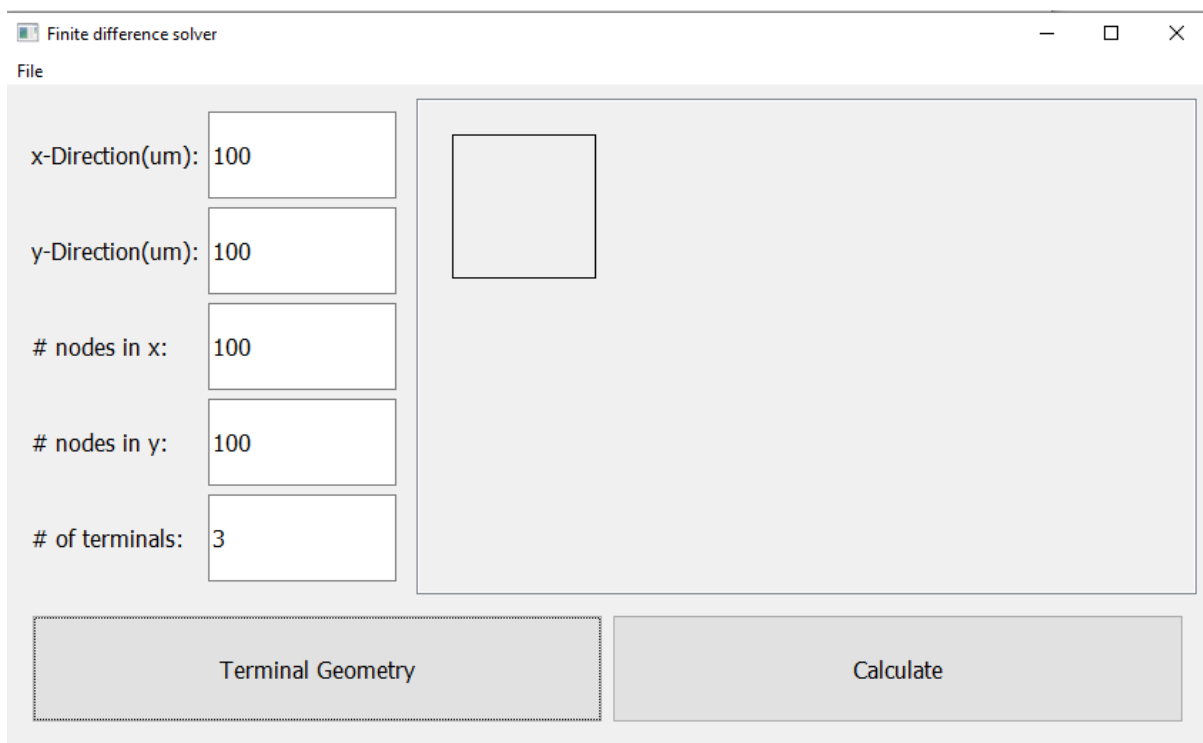 Finite difference solver
File
x-Direction(um): 100
y-Direction(um): 100
# nodes in x: 100
# nodes in y: 100
# of terminals: 3
Terminal Geometry
Calculate